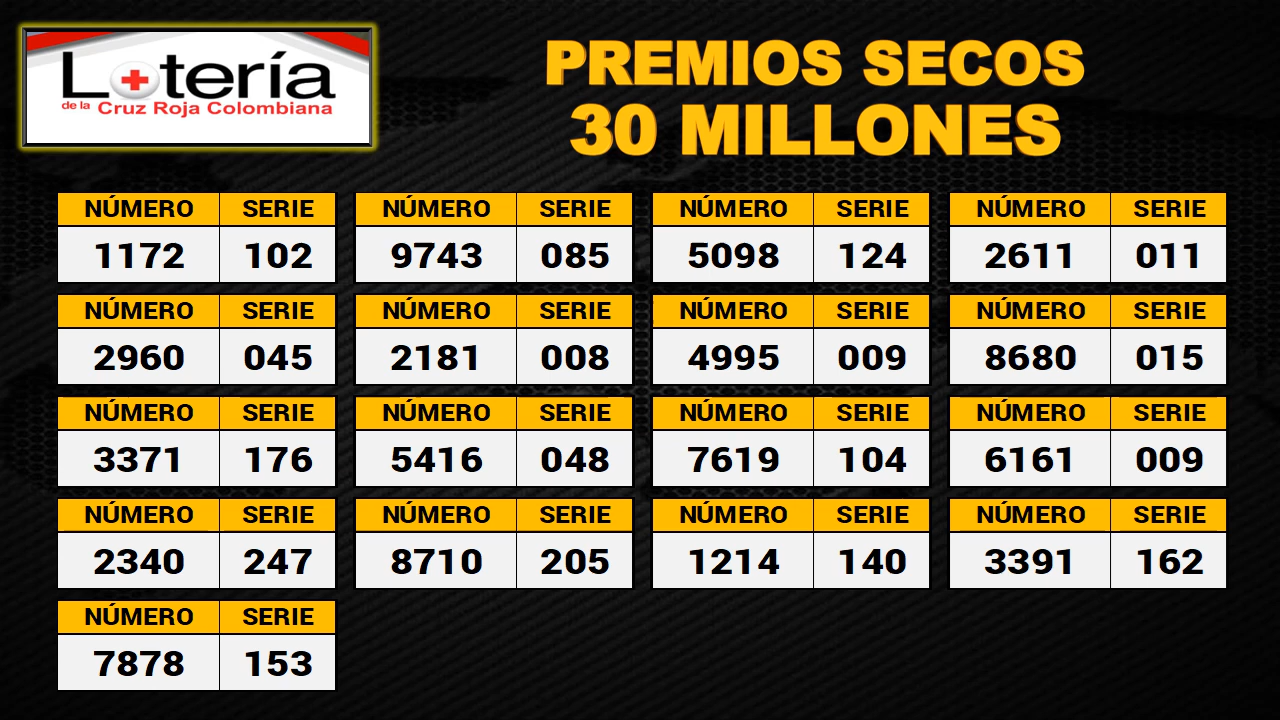 Lotería
de la Cruz Roja Colombiana
PREMIOS SECOS
30 MILLONES
NÚMERO SERIE NÚMERO SERIE NÚMERO SERIE NÚMERO SERIE
1172 102 9743 085 5098 124 2611 011
NÚMERO SERIE NÚMERO SERIE NÚMERO SERIE NÚMERO SERIE
2960 045 2181 008 4995 009 8680 015
NÚMERO SERIE NÚMERO SERIE NÚMERO SERIE NÚMERO SERIE
3371 176 5416 048 7619 104 6161 009
NÚMERO SERIE NÚMERO SERIE NÚMERO SERIE NÚMERO SERIE
2340 247 8710 205 1214 140 3391 162
NÚMERO SERIE
7878 153